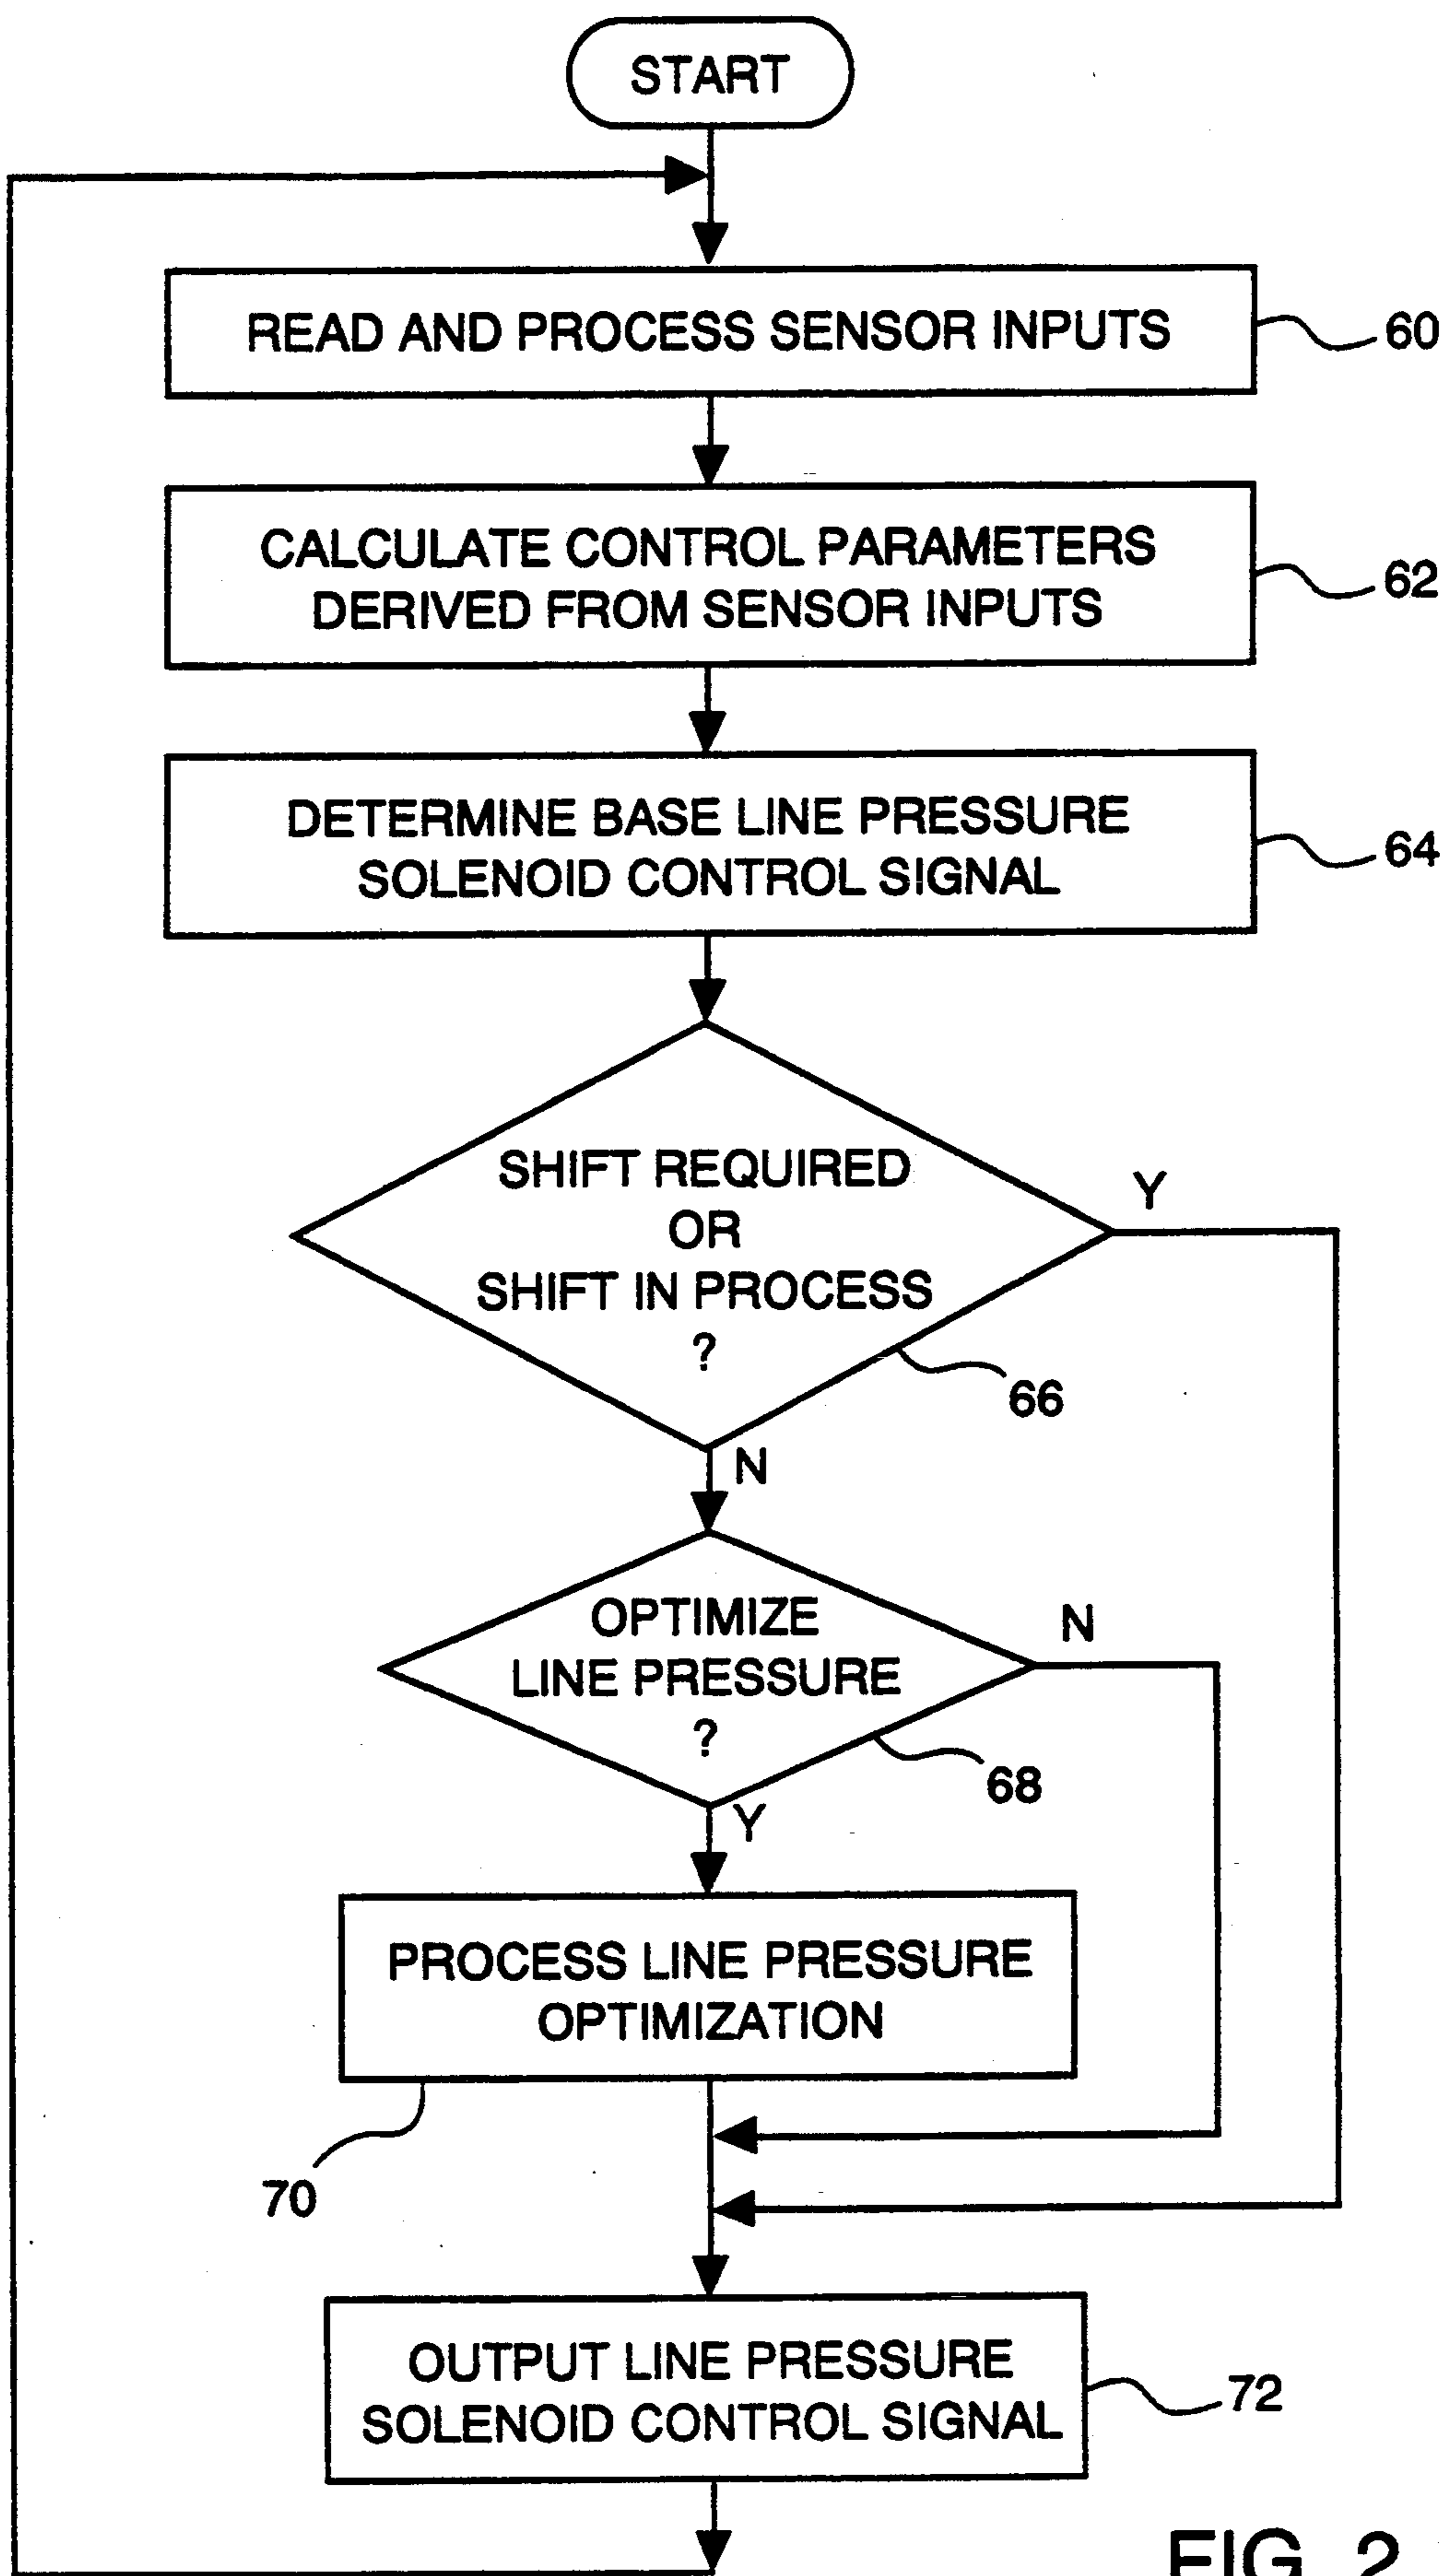 START
READ AND PROCESS SENSOR INPUTS
60
CALCULATE CONTROL PARAMETERS
DERIVED FROM SENSOR INPUTS
62
DETERMINE BASE LINE PRESSURE
SOLENOID CONTROL SIGNAL
64
SHIFT REQUIRED
OR
SHIFT IN PROCESS
?
Y
66
N
OPTIMIZE
LINE PRESSURE
?
N
68
Y
PROCESS LINE PRESSURE
OPTIMIZATION
70
OUTPUT LINE PRESSURE
SOLENOID CONTROL SIGNAL
72
FIG. 2